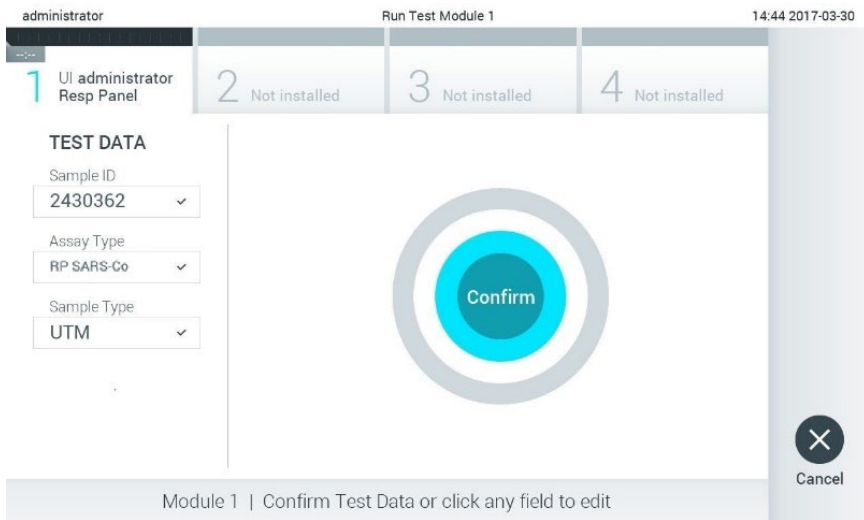 administrator
Run Test Module 1
14:44 2017-03-30
--:--
1
UI administrator
Resp Panel
2 Not installed
3 Not installed
4 Not installed
TEST DATA
Sample ID
2430362
Assay Type
RP SARS-Co
Sample Type
UTM
Confirm
Cancel
Module 1 | Confirm Test Data or click any field to edit